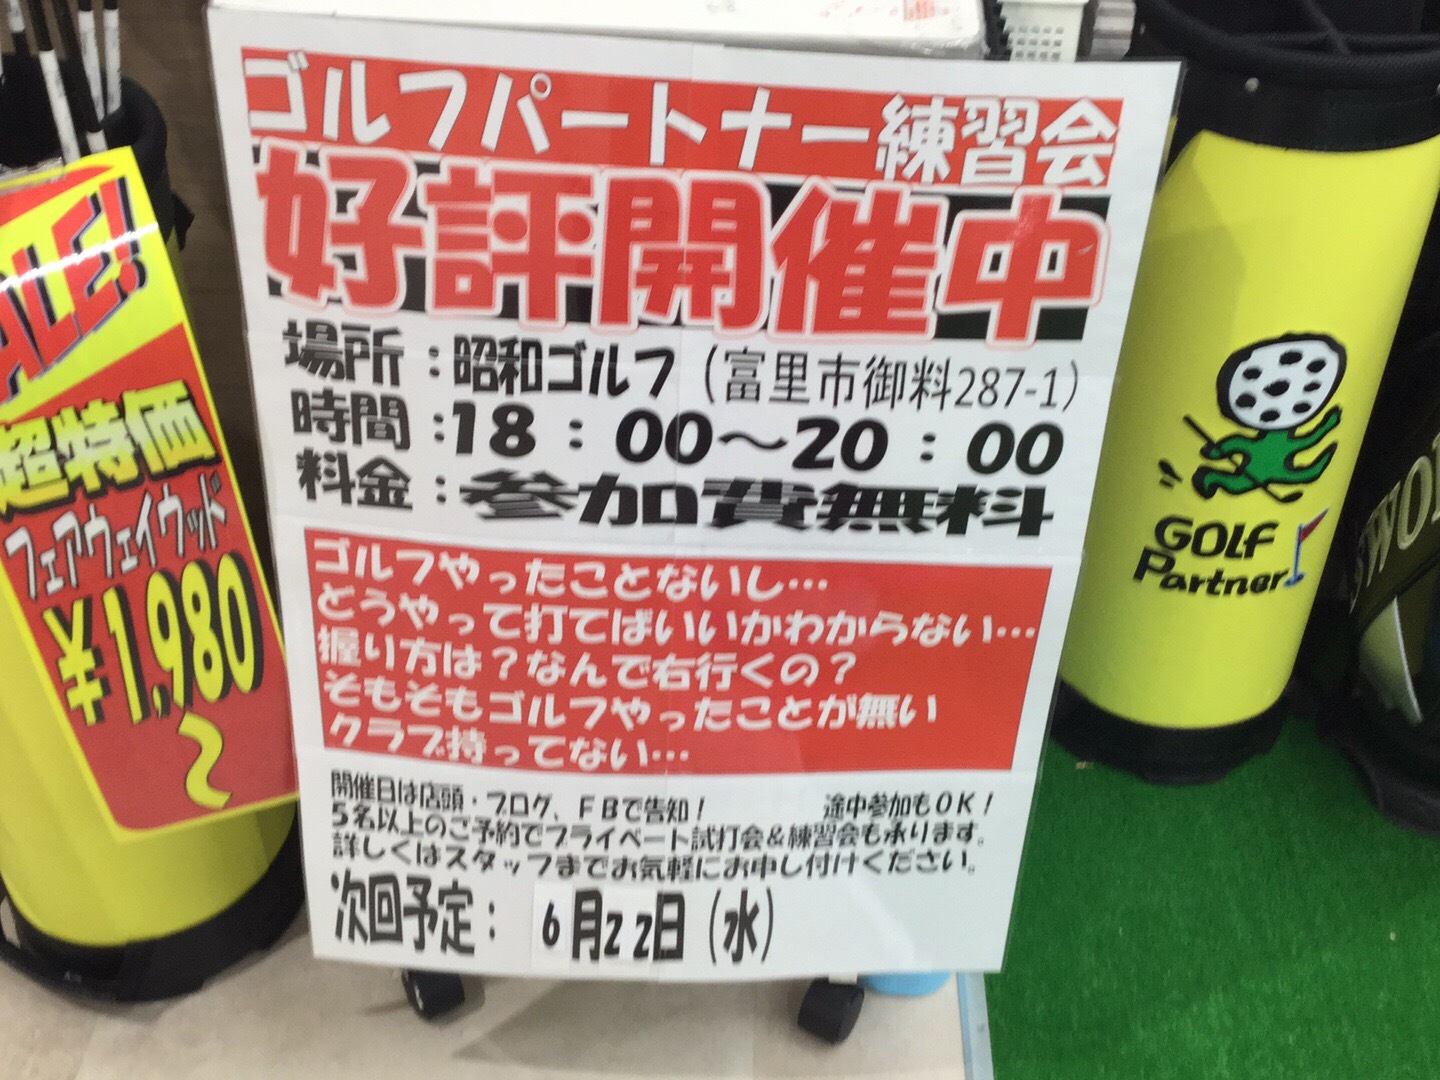 ゴルフパートナー練習会
好評開催中
場所：昭和ゴルフ（富里市御料287-1）
時間：18：00～20：00
料金：参加費無料
ゴルフやったことないし…
どうやって打てばいいかわからない…
握り方は？なんで右行くの？
そもそもゴルフやったことが無い
クラブ持ってない…
開催日は店頭・ブログ、FBで告知！ 途中参加もOK！
5名以上のご予約でプライベート試打会＆練習会も承ります。
詳しくはスタッフまでお気軽にお申し付けください。
次回予定：6月22日（水）
ALE!
超特価
フェアウェイウッド
¥1,980
～
GOLF
Partner